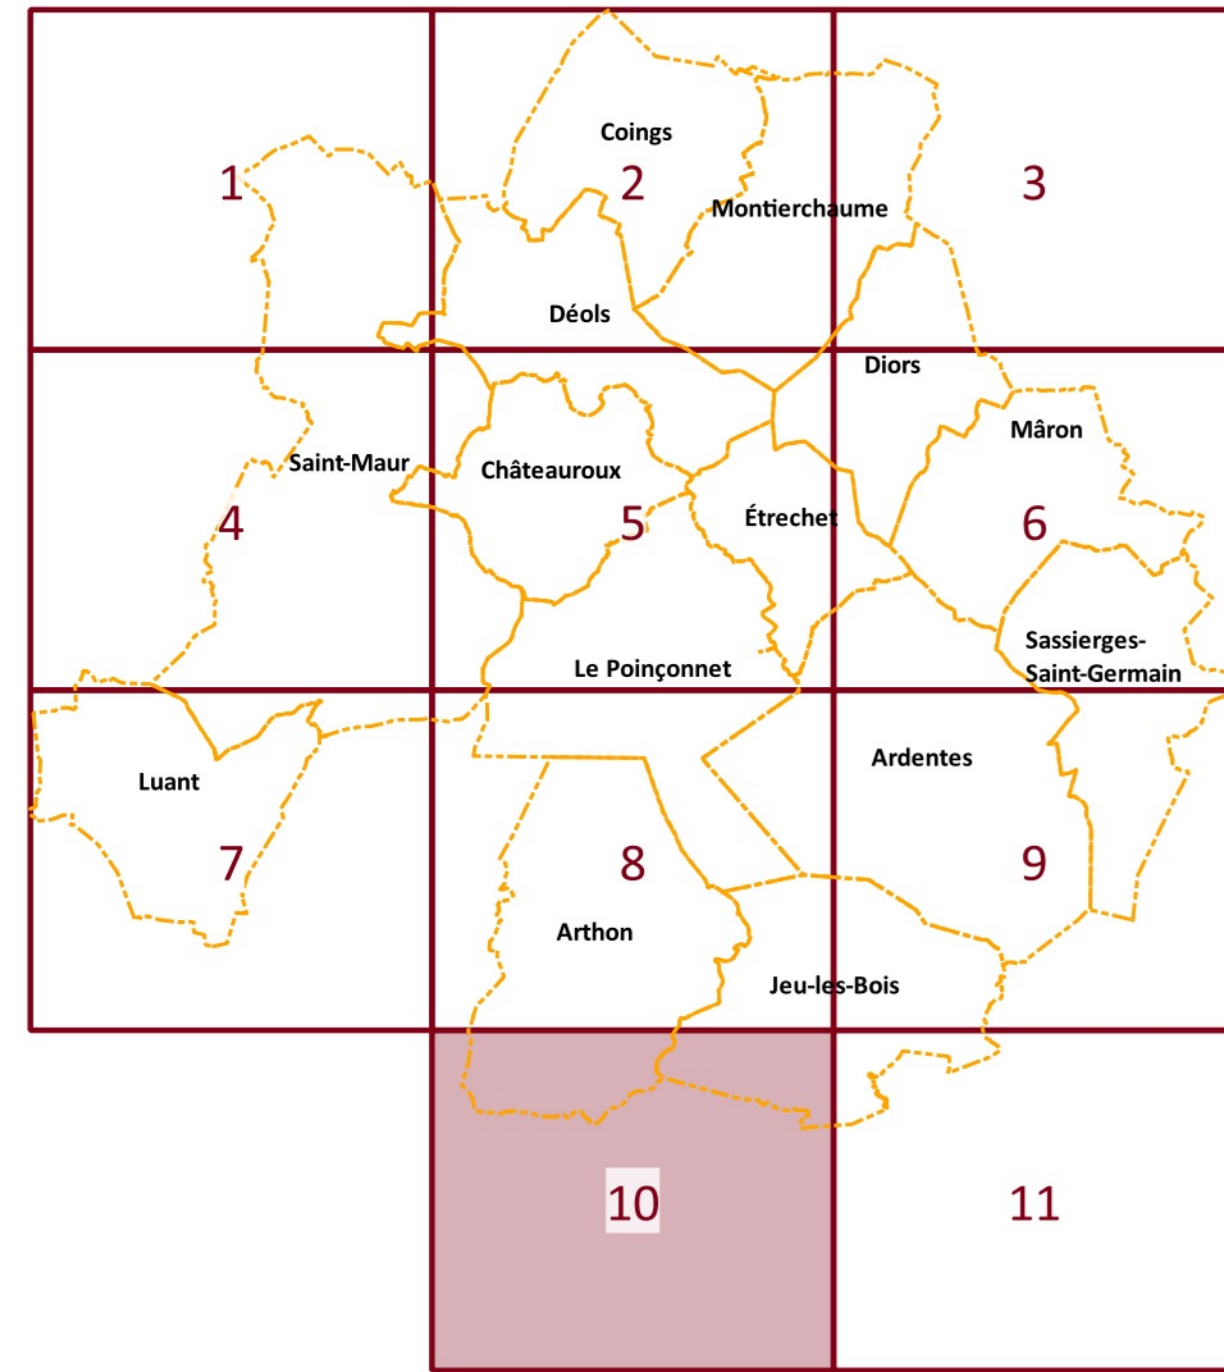 Coings
1
2
3
Montierchaume
Déols
Diors
Mâron
Saint-Maur
Châteauroux
Étrechet
4
5
6
Sassierges-
Saint-Germain
Le Poinçonnet
Ardentes
Luant
7
8
9
Arthon
Jeu-les-Bois
10
11